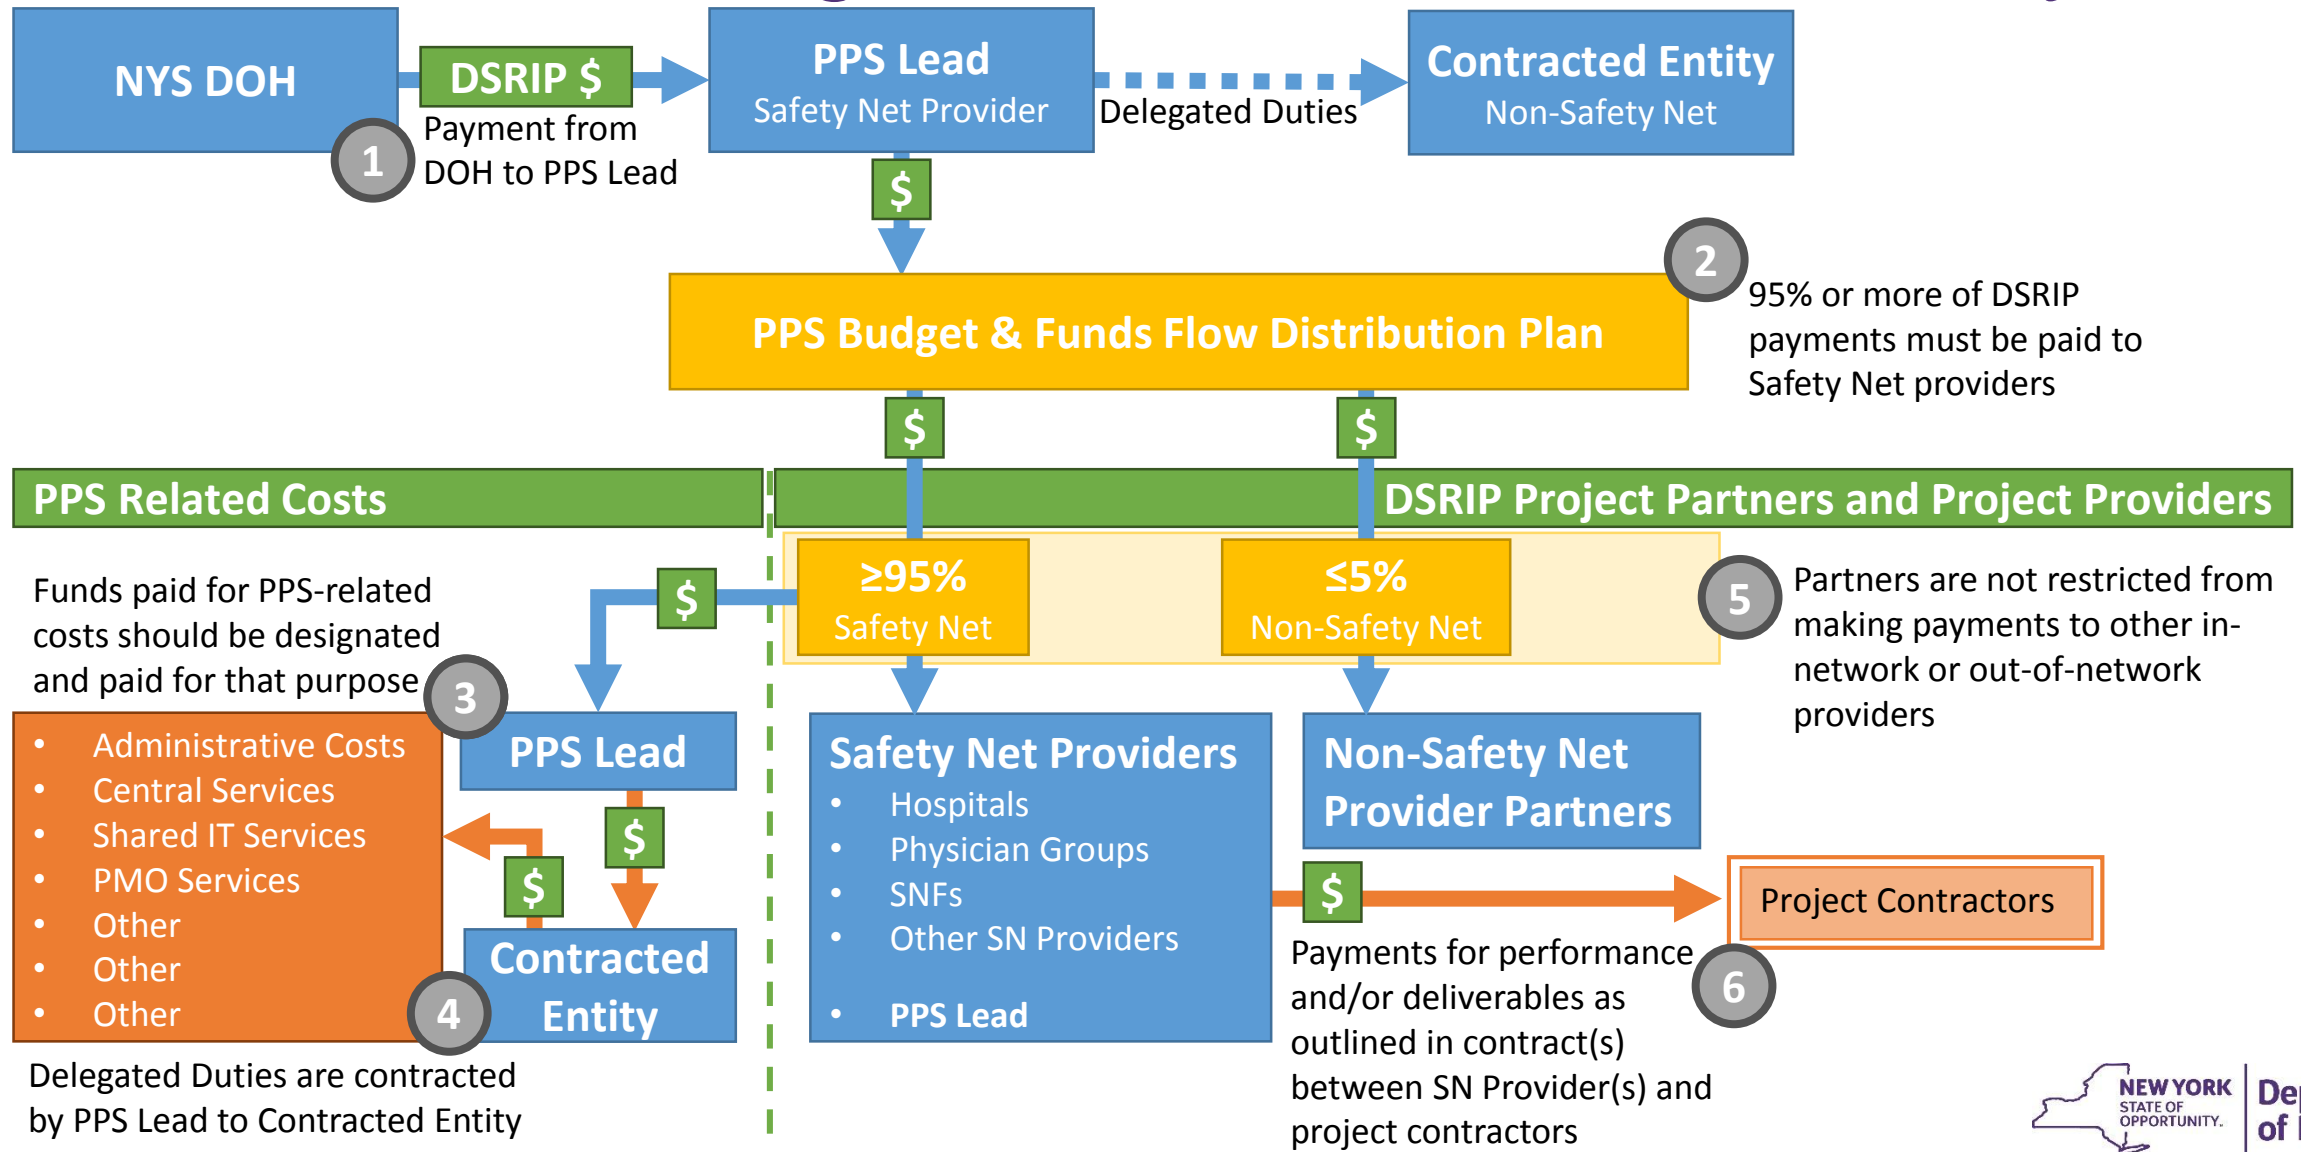 NYS DOH
DSRIP $
PPS Lead
Safety Net Provider
Delegated Duties
Contracted Entity
Non-Safety Net
1
Payment from
DOH to PPS Lead
$
PPS Budget & Funds Flow Distribution Plan
2
95% or more of DSRIP
payments must be paid to
Safety Net providers
$
$
PPS Related Costs
DSRIP Project Partners and Project Providers
Funds paid for PPS-related
costs should be designated
and paid for that purpose
$
≥95%
Safety Net
≤5%
Non-Safety Net
5
Partners are not restricted from
making payments to other in-
network or out-of-network
providers
3
• Administrative Costs
• Central Services
• Shared IT Services
• PMO Services
• Other
• Other
• Other
PPS Lead
$
$
4
Contracted
Entity
Delegated Duties are contracted
by PPS Lead to Contracted Entity
Safety Net Providers
• Hospitals
• Physician Groups
• SNFs
• Other SN Providers
• PPS Lead
Non-Safety Net
Provider Partners
$
Project Contractors
6
Payments for performance
and/or deliverables as
outlined in contract(s)
between SN Provider(s) and
project contractors
NEW YORK
STATE OF
OPPORTUNITY.
of